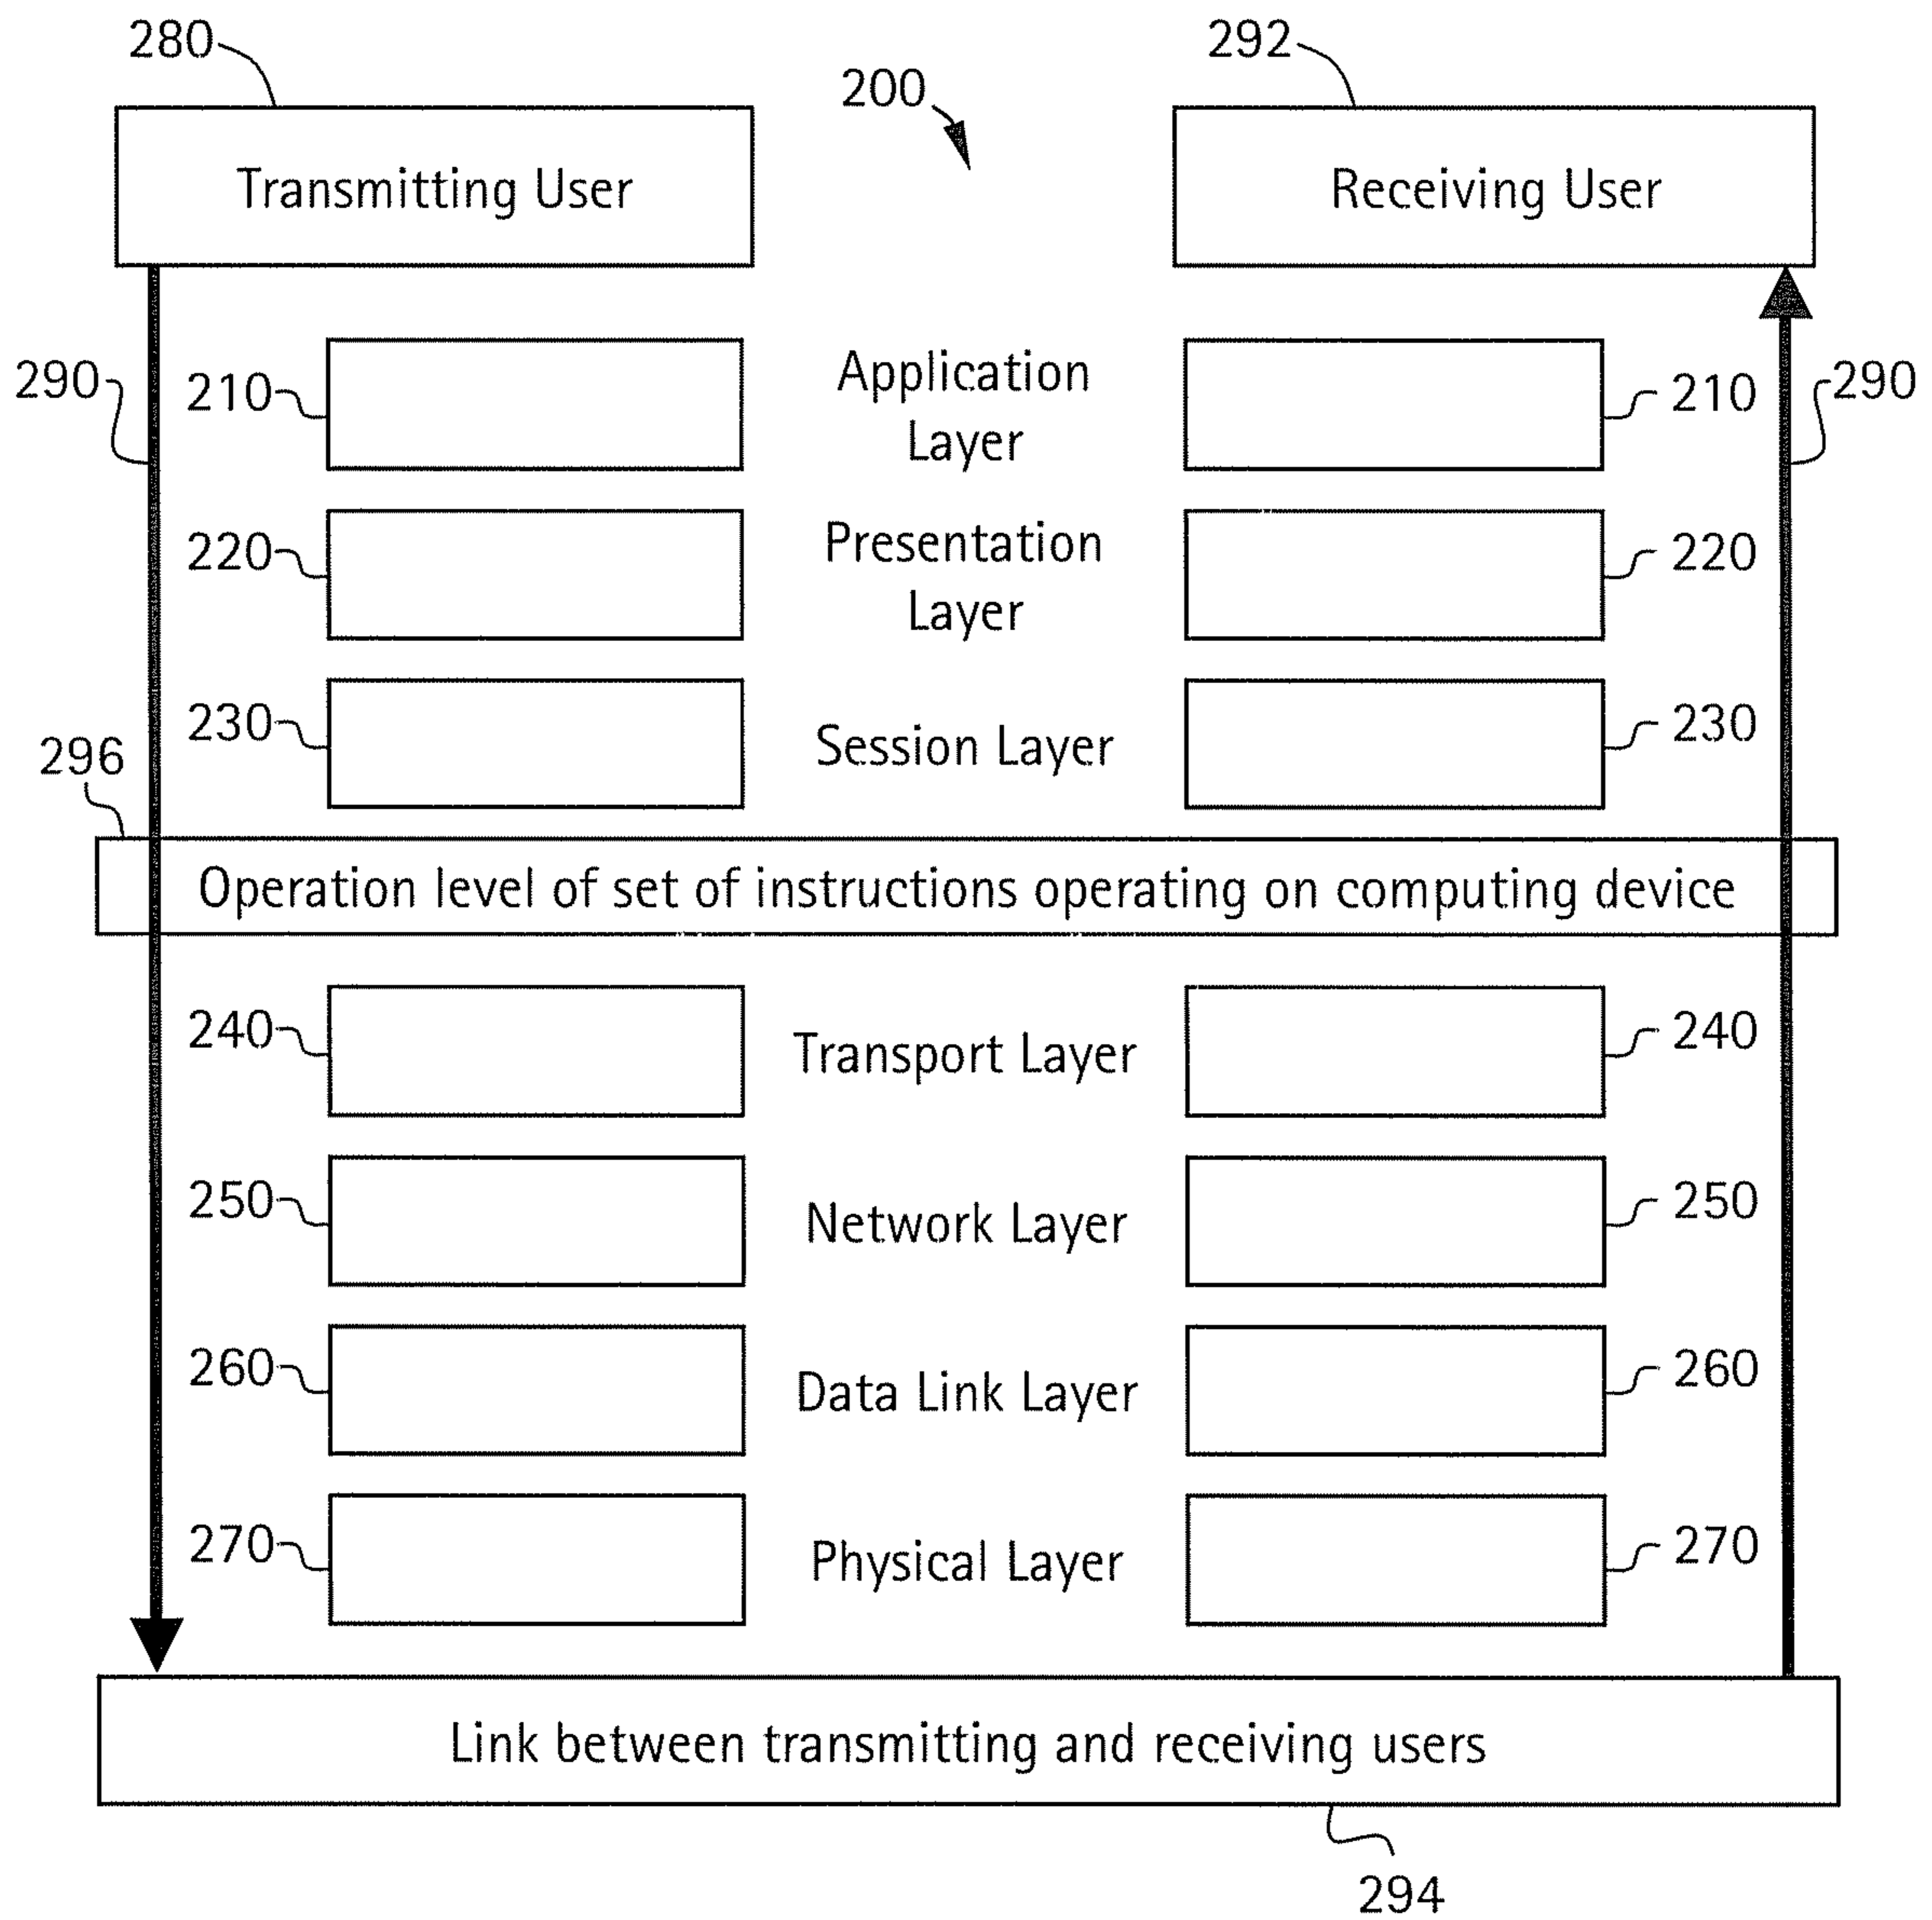 280
292
200
Transmitting User
Receiving User
290
210
Application
Layer
210
290
220
Presentation
Layer
220
230
Session Layer
230
296
Operation level of set of instructions operating on computing device
240
Transport Layer
240
250
Network Layer
250
260
Data Link Layer
260
270
Physical Layer
270
Link between transmitting and receiving users
294